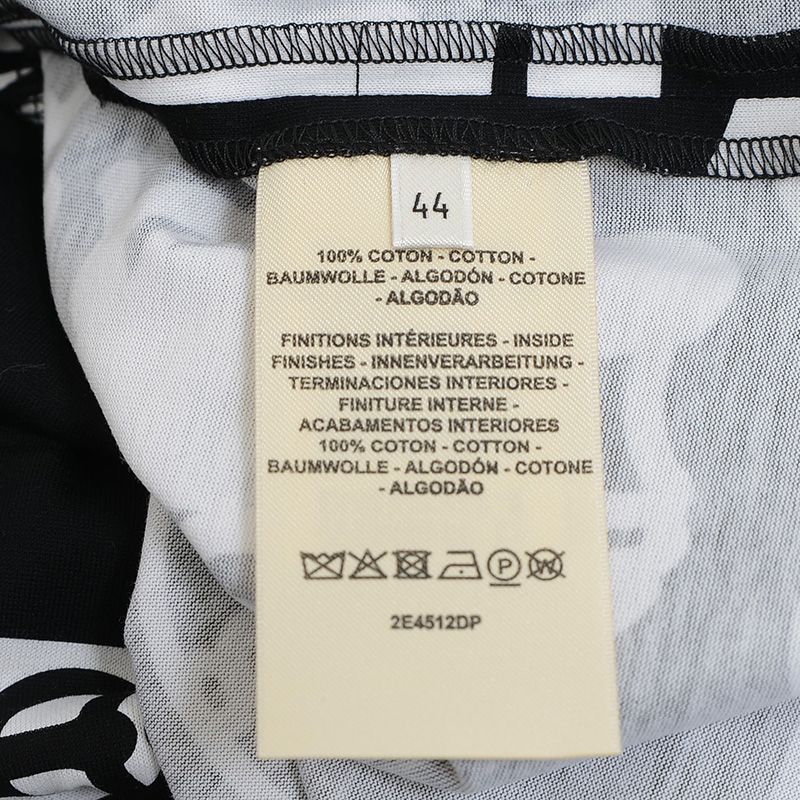 44
100% COTON - COTTON -
BAUMWOLLE - ALGODÓN - COTONE
- ALGODÃO
FINITIONS INTÉRIEURES - INSIDE
FINISHES - INNENVERARBEITUNG -
TERMINACIONES INTERIORES -
FINITURE INTERNE -
ACABAMENTOS INTERIORES
100% COTON - COTTON -
BAUMWOLLE - ALGODÓN - COTONE
- ALGODÃO
P W
2E4512DP